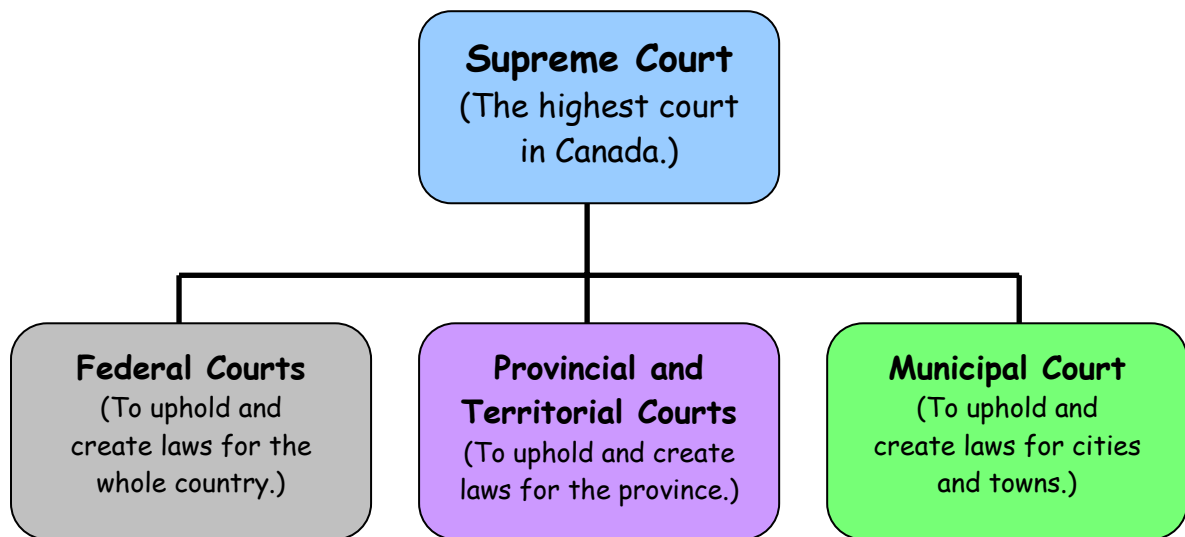 Supreme Court
(The highest court
in Canada.)
Federal Courts
(To uphold and
create laws for the
whole country.)
Provincial and
Territorial Courts
(To uphold and create
laws for the province.)
Municipal Court
(To uphold and
create laws for cities
and towns.)